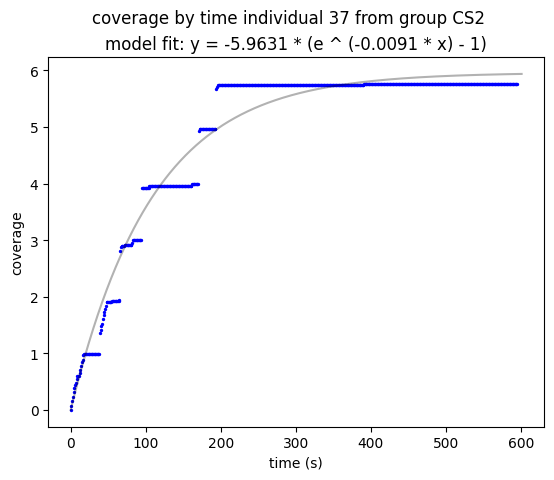 coverage by time individual 37 from group CS2
model fit: y = -5.9631 * (e ^ (-0.0091 * x) - 1)
6
5
4
3
2
1
0
coverage
0 100 200 300 400 500 600
time (s)